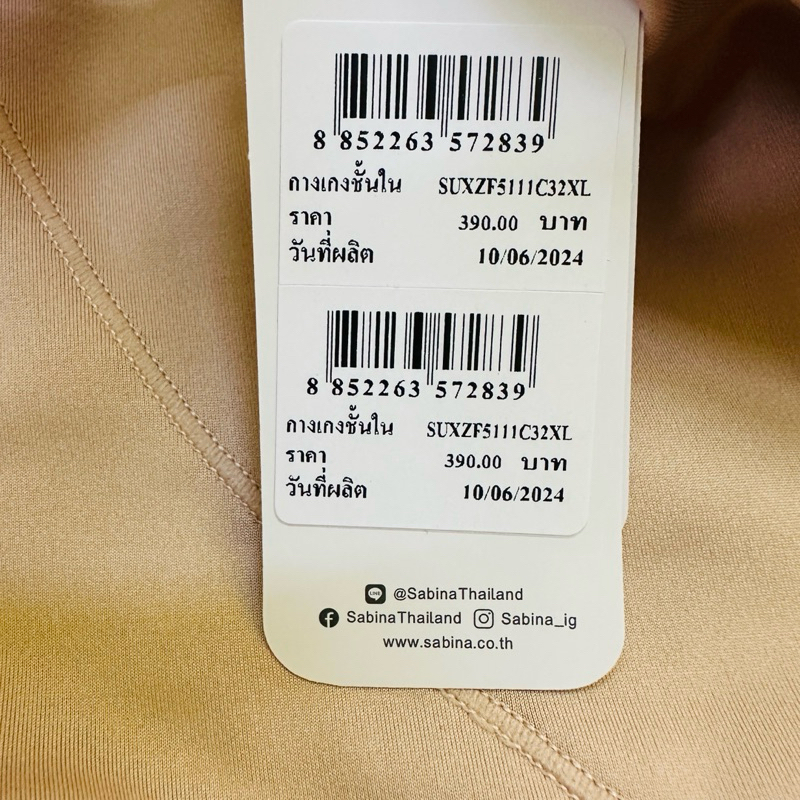 8 852263 572839
กางเกงชั้นใน SUXZF5111C32XL
ราคา 390.00 บาท
วันที่ผลิต 10/06/2024
8 852263 572839
กางเกงชั้นใน SUXZF5111C32XL
ราคา 390.00 บาท
วันที่ผลิต 10/06/2024
LINE @SabinaThailand
SabinaThailand Sabina_ig
www.sabina.co.th